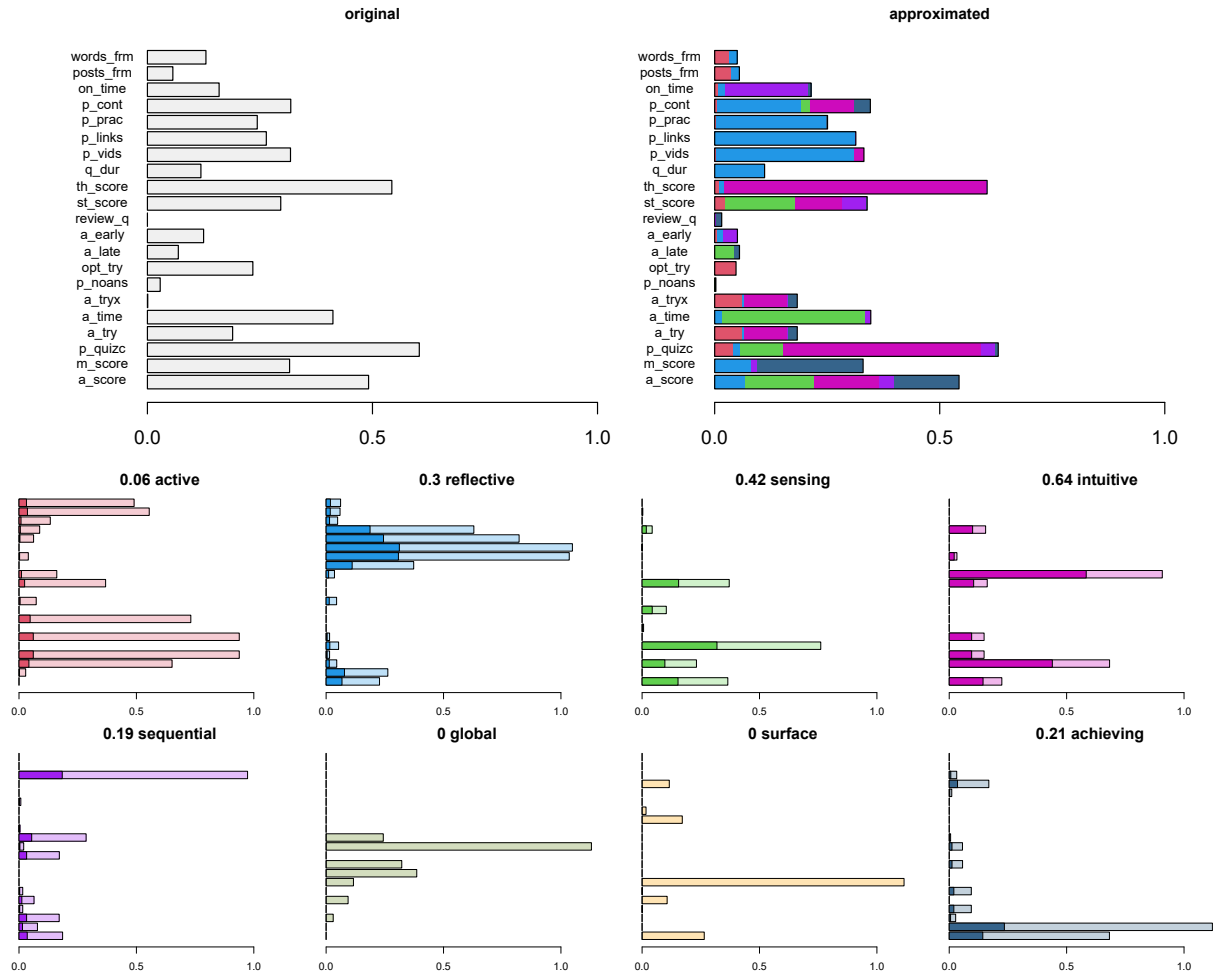 original
approximated
words_frm
posts_frm
on_time
p_cont
p_prac
p_links
p_vids
q_dur
th_score
st_score
review_q
a_early
a_late
opt_try
p_noans
a_tryx
a_time
a_try
p_quizc
m_score
a_score
0.0 0.5 1.0
words_frm
posts_frm
on_time
p_cont
p_prac
p_links
p_vids
q_dur
th_score
st_score
review_q
a_early
a_late
opt_try
p_noans
a_tryx
a_time
a_try
p_quizc
m_score
a_score
0.0 0.5 1.0
0.06 active
0.0 0.5 1.0
0.3 reflective
0.0 0.5 1.0
0.42 sensing
0.0 0.5 1.0
0.64 intuitive
0.0 0.5 1.0
0.19 sequential
0.0 0.5 1.0
0 global
0.0 0.5 1.0
0 surface
0.0 0.5 1.0
0.21 achieving
0.0 0.5 1.0